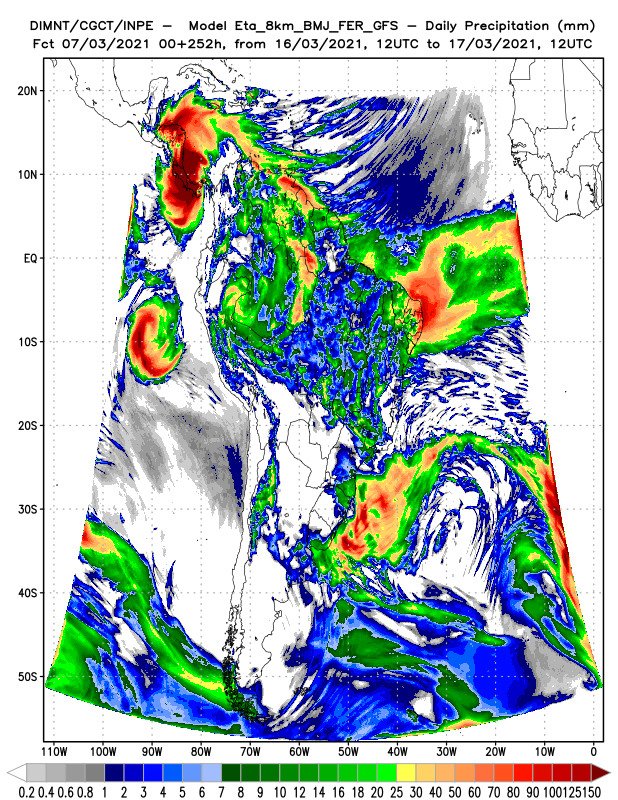 DIMNT/CGCT/INPE – Model Eta_8km_BMJ_FER_GFS – Daily Precipitation (mm)
Fct 07/03/2021 00+252h, from 16/03/2021, 12UTC to 17/03/2021, 12UTC
20N
10N
EQ
10S
20S
30S
40S
50S
110W 100W 90W 80W 70W 60W 50W 40W 30W 20W 10W 0
0.2 0.4 0.6 0.8 1 2 3 4 5 6 7 8 9 10 12 14 16 18 20 25 30 40 50 60 70 80 90 100 125 150